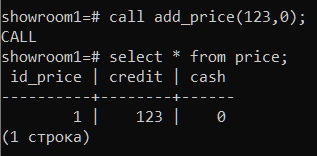 showroom1=# call add_price(123,0);
CALL
showroom1=# select * from price;
 id_price | credit | cash
----------+--------+------
        1 |    123 |    0
(1 строка)